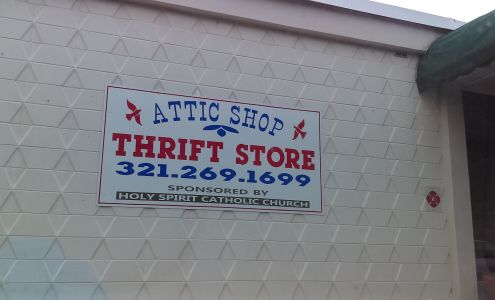 ATTIC SHOP
THRIFT STORE
321.269.1699
SPONSORED BY
HOLY SPIRIT CATHOLIC CHURCH